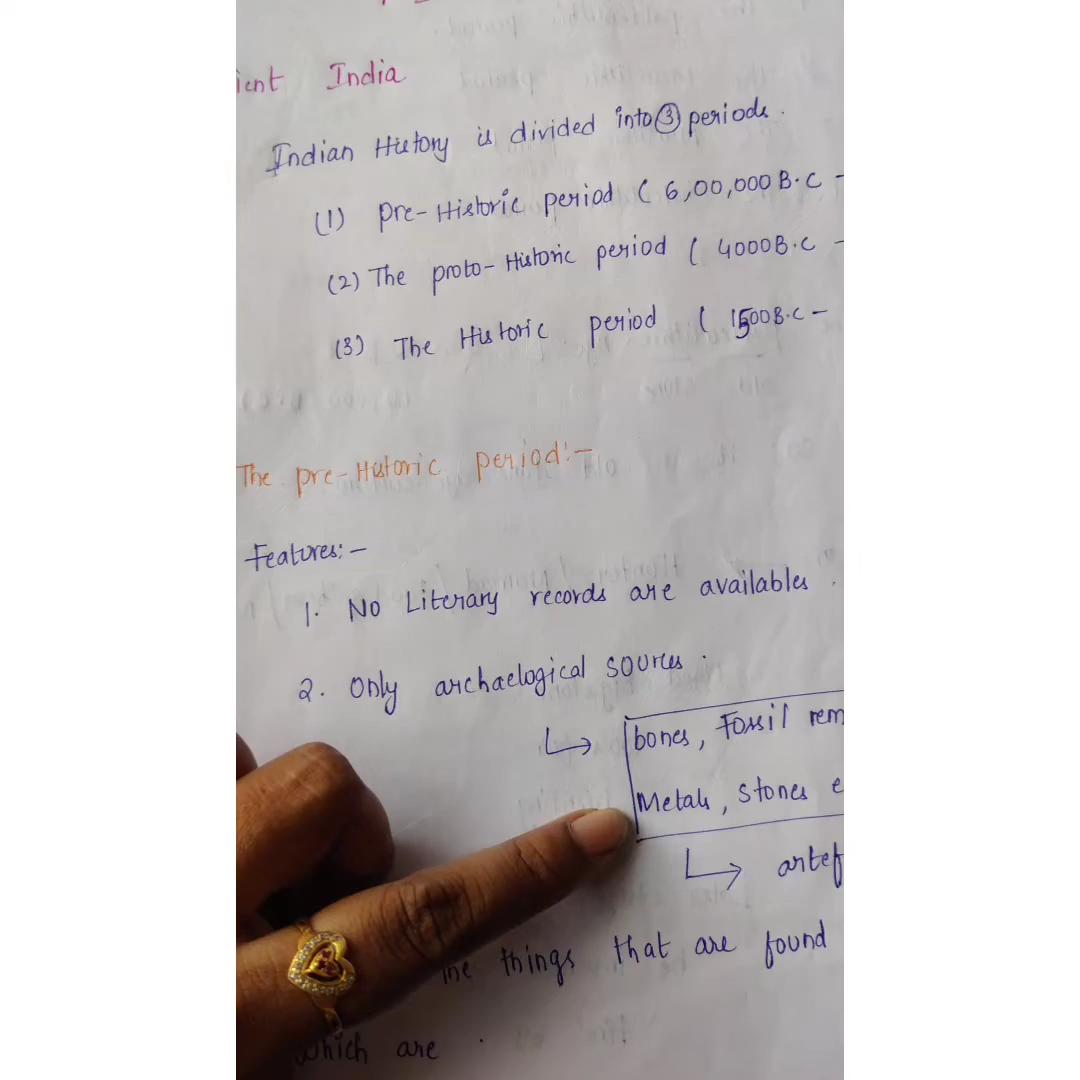 ient India
Indian History is divided into 3 periods.
(1) Pre-Historic period ( 6,00,000 B.C -
(2) The proto-Historic period ( 4000B.C -
(3) The Historic period ( 1500B.C -
The pre-Historic period:-
Features:-
1. No Literary records are availables.
2. Only archaelogical sources.
↳ bones, Fossil rem
Metals, Stones e
↳ artef
things that are found
which are